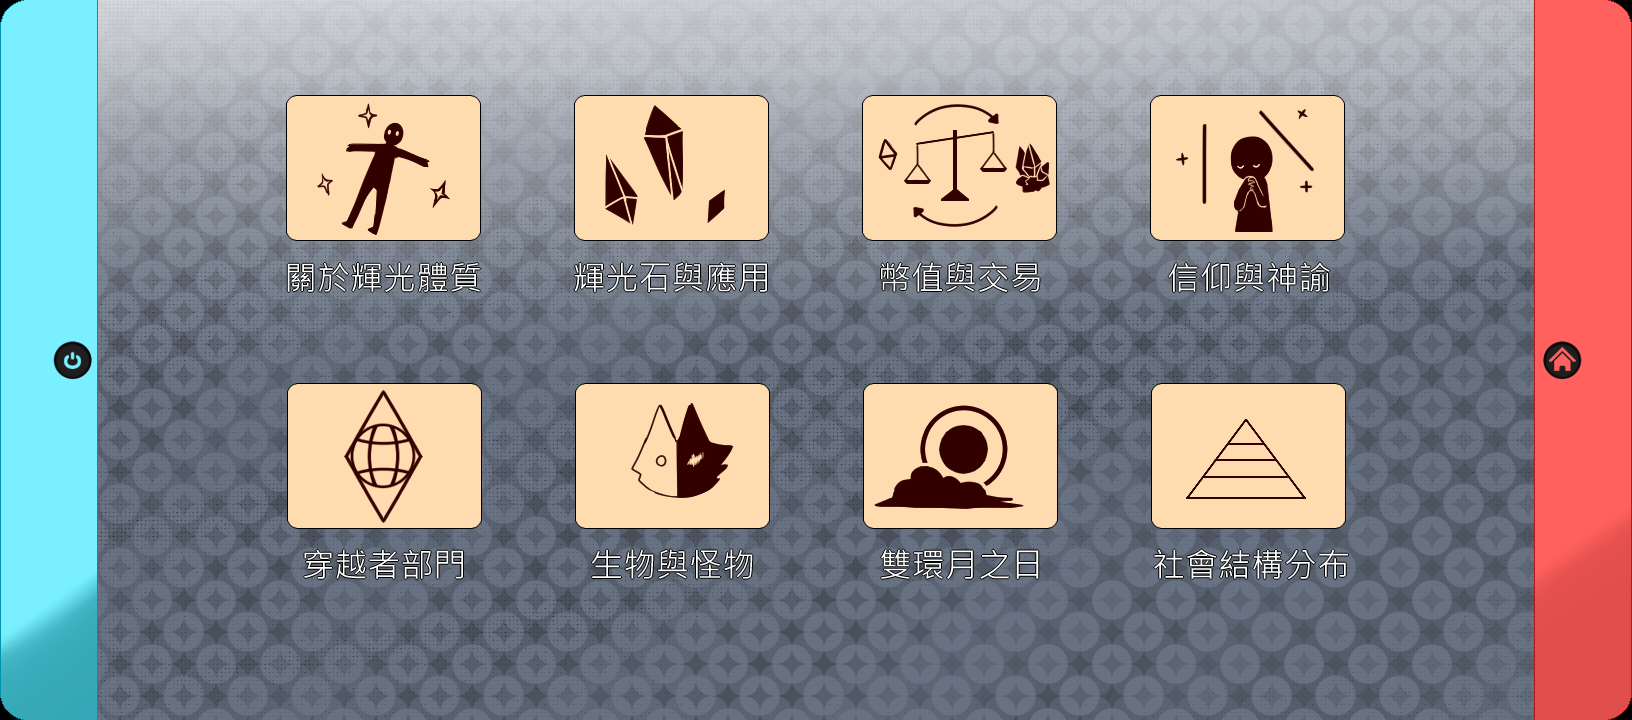 關於輝光體質
輝光石與應用
幣值與交易
信仰與神諭
穿越者部門
生物與怪物
雙環月之日
社會結構分布